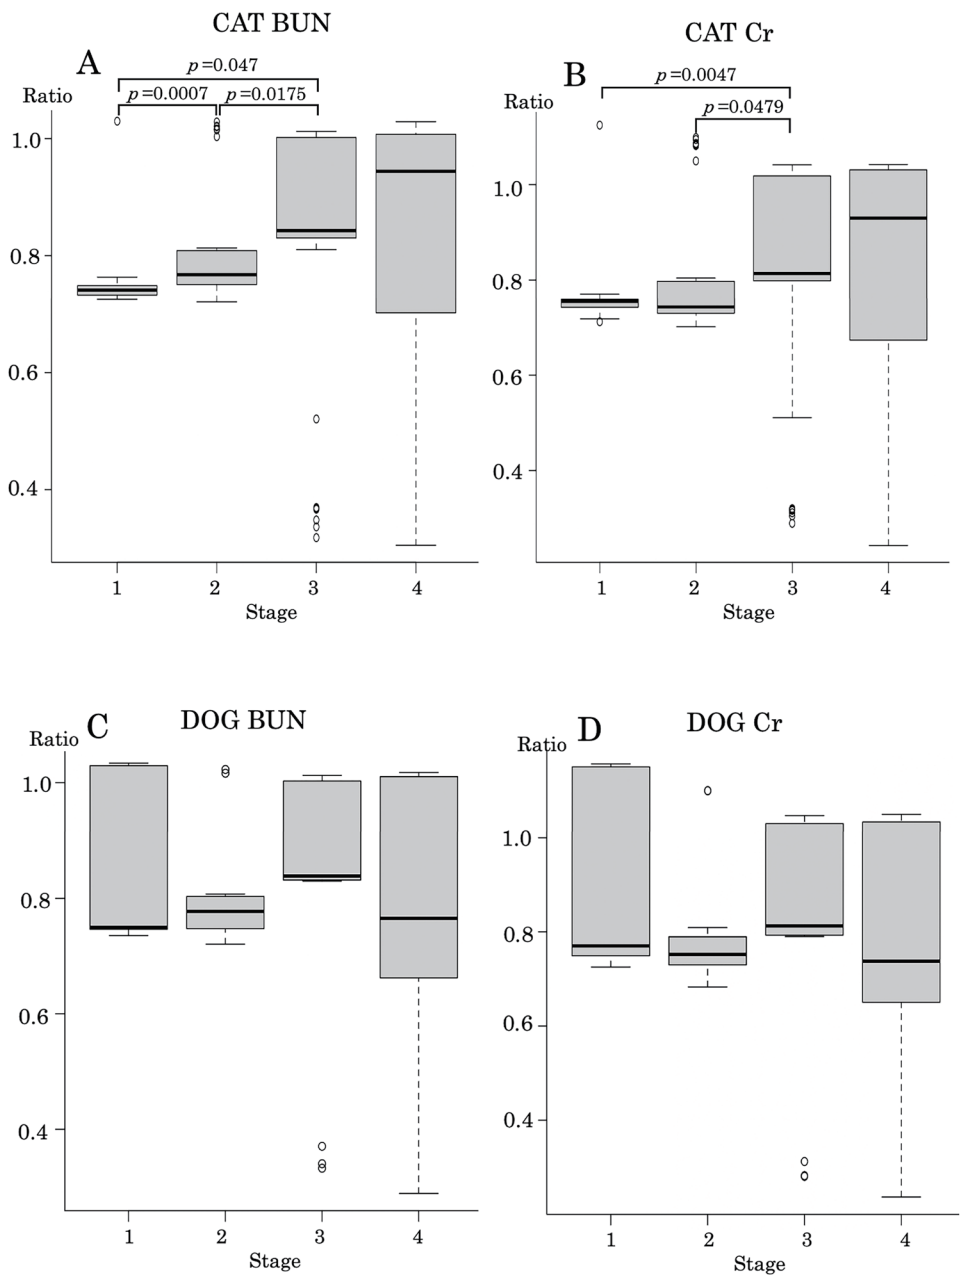 CAT BUN
A
p=0.047
p=0.0007
p=0.0175
Ratio
1.0
0.8
0.6
0.4
1 2 3 4
Stage
CAT Cr
B
p=0.0047
p=0.0479
Ratio
1.0
0.8
0.6
0.4
1 2 3 4
Stage
DOG BUN
C
Ratio
1.0
0.8
0.6
0.4
1 2 3 4
Stage
DOG Cr
D
Ratio
1.0
0.8
0.6
0.4
1 2 3 4
Stage